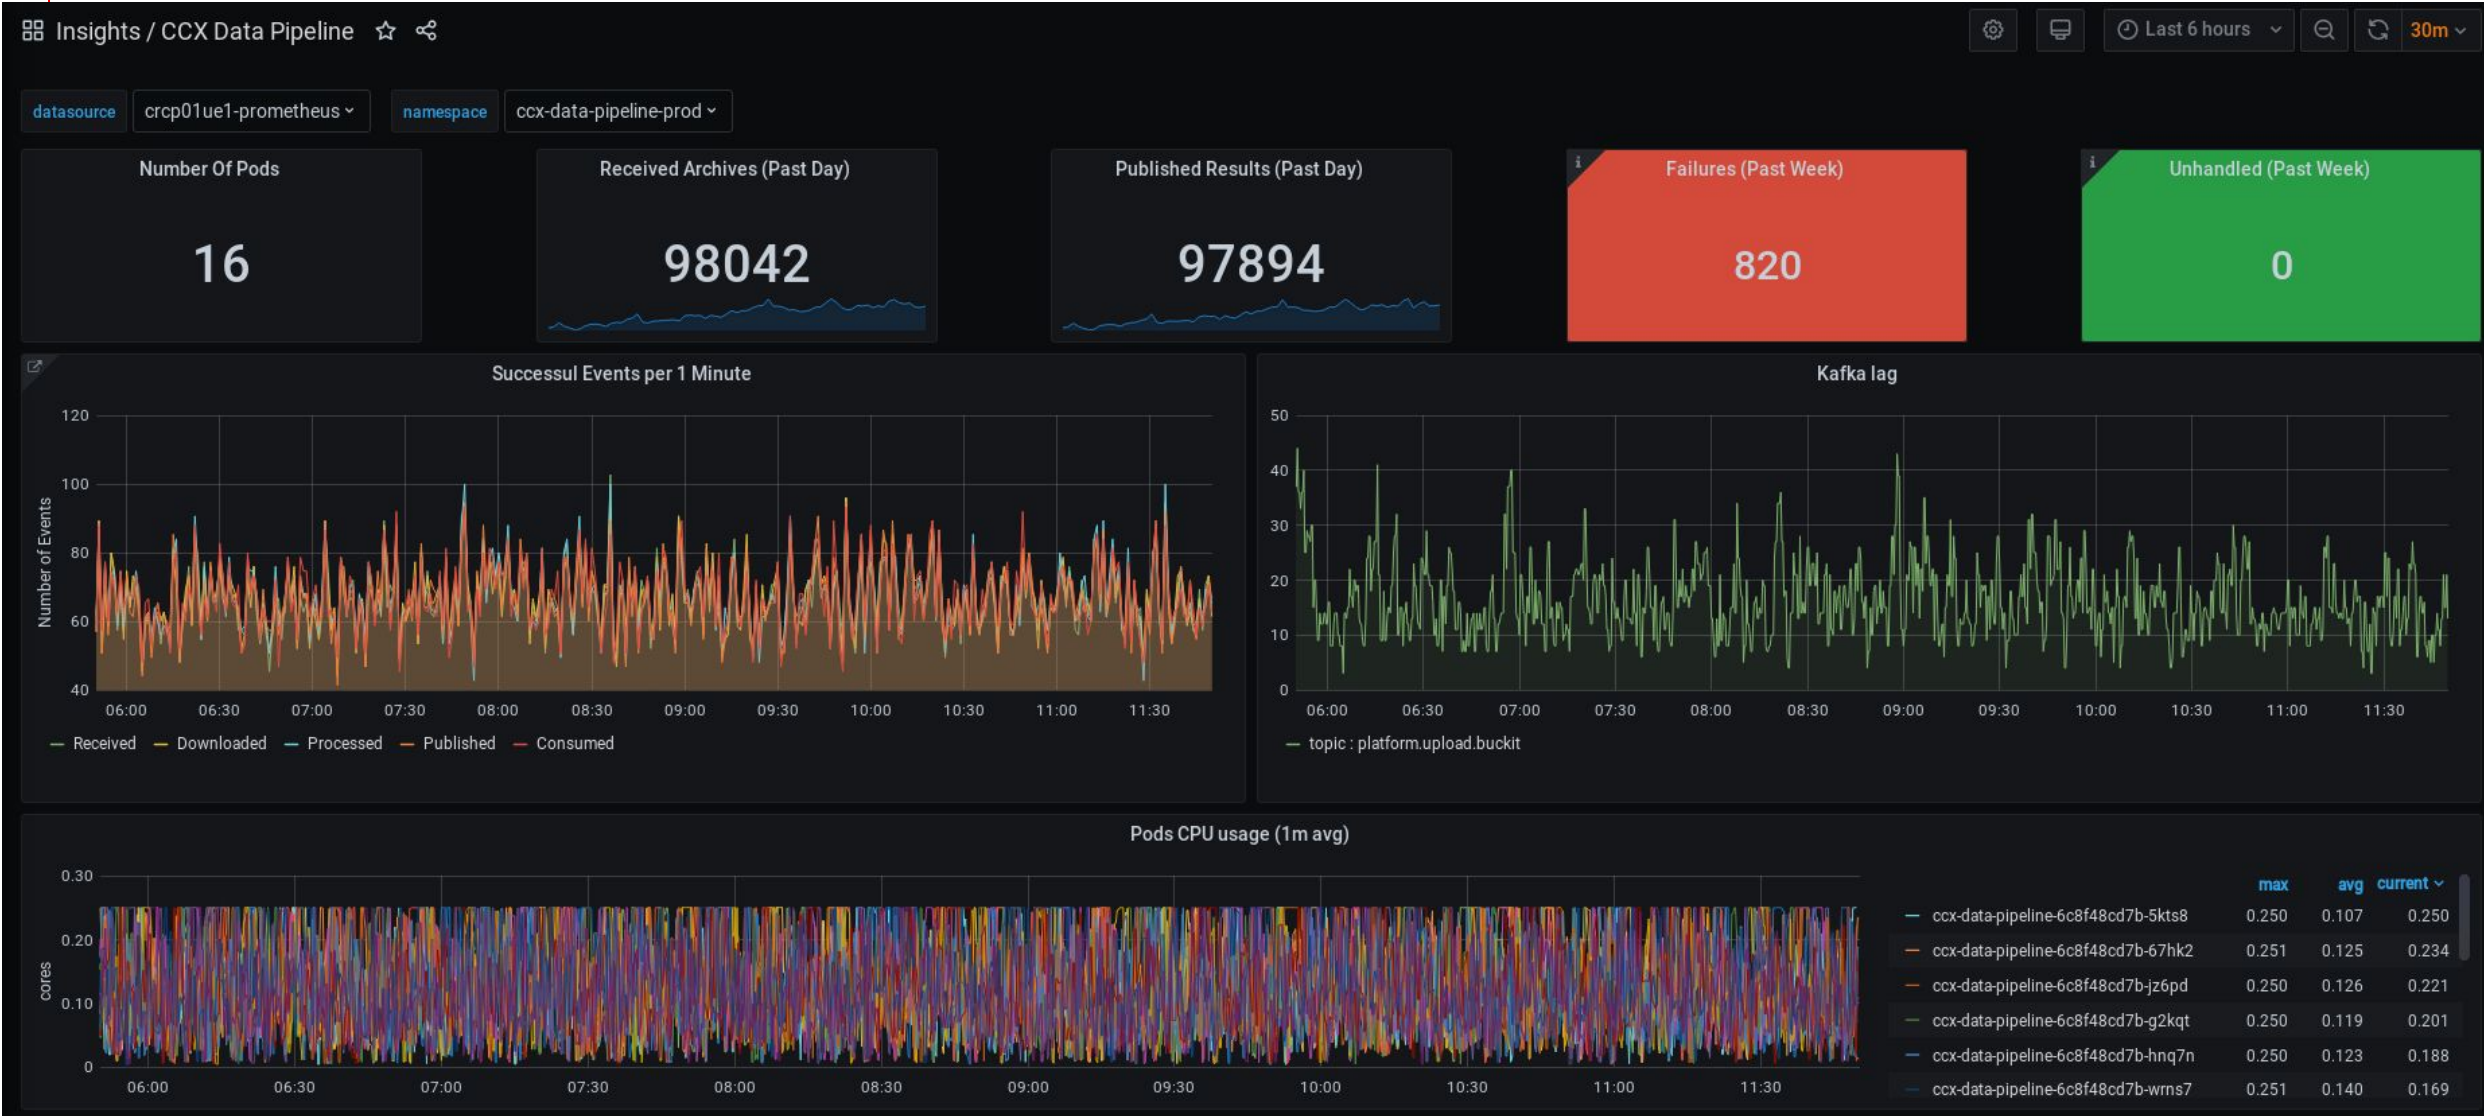 Insights / CCX Data Pipeline
Last 6 hours
30m
datasource
crcp01ue1-prometheus
namespace
ccx-data-pipeline-prod
Number Of Pods
16
Received Archives (Past Day)
98042
Published Results (Past Day)
97894
i
Failures (Past Week)
820
i
Unhandled (Past Week)
0
Successul Events per 1 Minute
Number of Events
120
100
80
60
40
06:00 06:30 07:00 07:30 08:00 08:30 09:00 09:30 10:00 10:30 11:00 11:30
Received Downloaded Processed Published Consumed
Kafka lag
50
40
30
20
10
0
06:00 06:30 07:00 07:30 08:00 08:30 09:00 09:30 10:00 10:30 11:00 11:30
topic : platform.upload.buckit
Pods CPU usage (1m avg)
cores
0.30
0.20
0.10
0
06:00 06:30 07:00 07:30 08:00 08:30 09:00 09:30 10:00 10:30 11:00 11:30
max avg current
ccx-data-pipeline-6c8f48cd7b-5kts8 0.250 0.107 0.250
ccx-data-pipeline-6c8f48cd7b-67hk2 0.251 0.125 0.234
ccx-data-pipeline-6c8f48cd7b-jz6pd 0.250 0.126 0.221
ccx-data-pipeline-6c8f48cd7b-g2kqt 0.250 0.119 0.201
ccx-data-pipeline-6c8f48cd7b-hnq7n 0.250 0.123 0.188
ccx-data-pipeline-6c8f48cd7b-wrns7 0.251 0.140 0.169